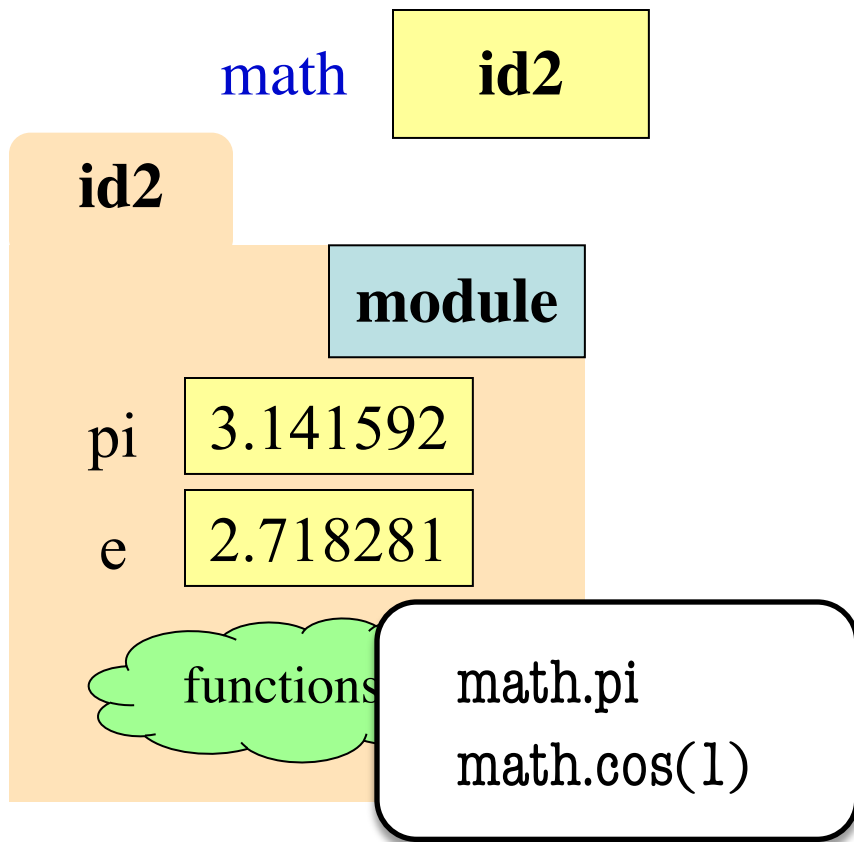 math id2
id2
module
pi 3.141592
e 2.718281
functions
math.pi
math.cos(1)